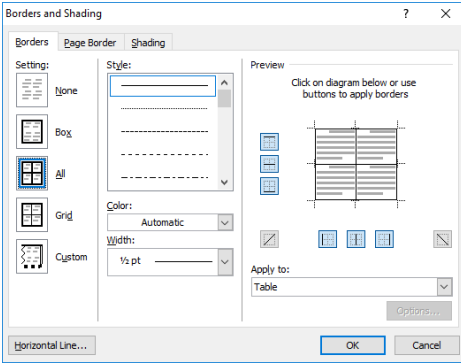 Borders and Shading
? ×
Borders Page Border Shading
Setting:
None
Box
All
Grid
Custom
Style:
Color:
Automatic
Width:
½ pt
Preview
Click on diagram below or use
buttons to apply borders
Apply to:
Table
Options...
Horizontal Line...
OK Cancel